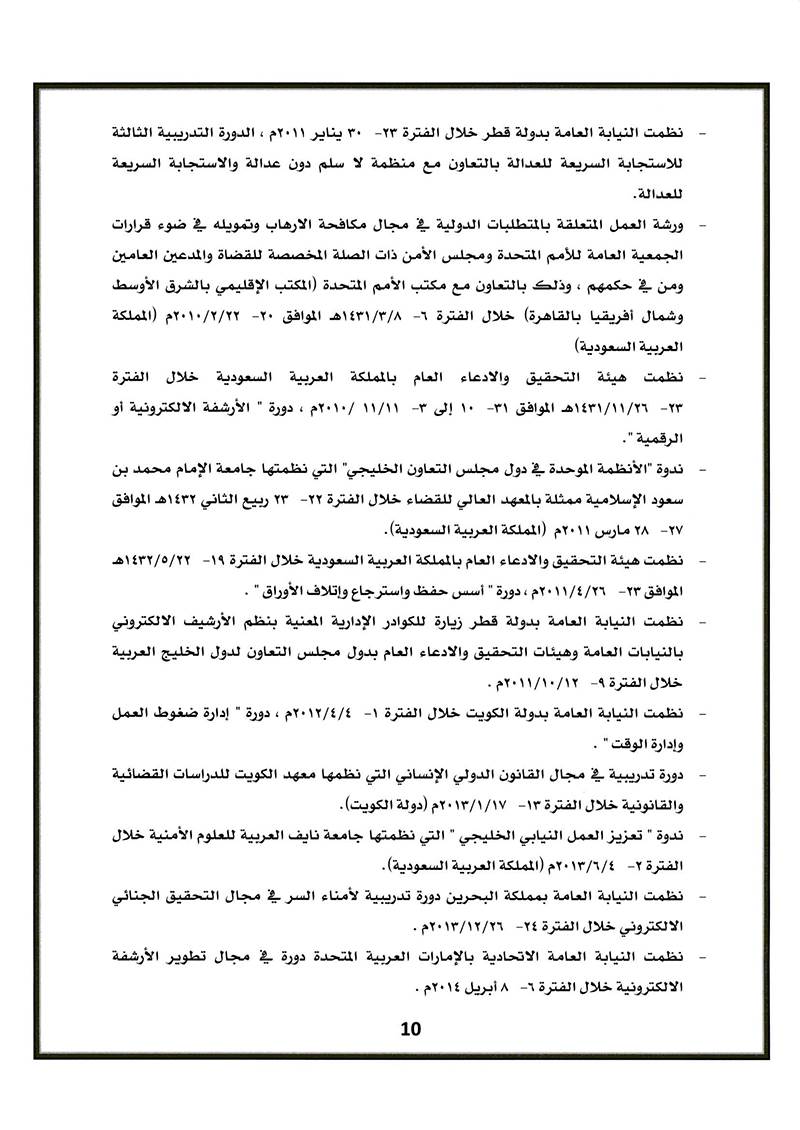 - نظمت النيابة العامة بدولة قطر خلال الفترة ٢٣- ٣٠ يناير ٢٠١١م ، الدورة التدريبية الثالثة
للاستجابة السريعة للعدالة بالتعاون مع منظمة لا سلم دون عدالة والاستجابة السريعة
للعدالة.
- ورشة العمل المتعلقة بالمتطلبات الدولية في مجال مكافحة الارهاب وتمويله في ضوء قرارات
الجمعية العامة للأمم المتحدة ومجلس الأمن ذات الصلة المخصصة للقضاة والمدعين العامين
ومن في حكمهم ، وذلك بالتعاون مع مكتب الأمم المتحدة (المكتب الإقليمي بالشرق الأوسط
وشمال أفريقيا بالقاهرة) خلال الفترة ٦- ١٤٣١/٣/٨هـ الموافق ٢٠- ٢٠١٠/٢/٢٢م (المملكة
العربية السعودية)
- نظمت هيئة التحقيق والادعاء العام بالمملكة العربية السعودية خلال الفترة
٢٣- ١٤٣١/١١/٢٦هـ الموافق ٣١- ١٠ إلى ٣- ١١/١١ /٢٠١٠م ، دورة " الأرشفة الالكترونية أو
الرقمية ".
- ندوة "الأنظمة الموحدة في دول مجلس التعاون الخليجي" التي نظمتها جامعة الإمام محمد بن
سعود الإسلامية ممثلة بالمعهد العالي للقضاء خلال الفترة ٢٢- ٢٣ ربيع الثاني ١٤٣٢هـ الموافق
٢٧- ٢٨ مارس ٢٠١١م (المملكة العربية السعودية).
- نظمت هيئة التحقيق والادعاء العام بالمملكة العربية السعودية خلال الفترة ١٩- ١٤٣٢/٥/٢٢هـ
الموافق ٢٣- ٢٠١١/٤/٢٦م ، دورة " أسس حفظ واسترجاع وإتلاف الأوراق " .
- نظمت النيابة العامة بدولة قطر زيارة للكوادر الإدارية المعنية بنظم الأرشيف الالكتروني
بالنيابات العامة وهيئات التحقيق والادعاء العام بدول مجلس التعاون لدول الخليج العربية
خلال الفترة ٩- ٢٠١١/١٠/١٢م .
- نظمت النيابة العامة بدولة الكويت خلال الفترة ١- ٢٠١٢/٤/٤م ، دورة " إدارة ضغوط العمل
وإدارة الوقت " .
- دورة تدريبية في مجال القانون الدولي الإنساني التي نظمها معهد الكويت للدراسات القضائية
والقانونية خلال الفترة ١٣- ٢٠١٣/١/١٧م (دولة الكويت).
- ندوة " تعزيز العمل النيابي الخليجي " التي نظمتها جامعة نايف العربية للعلوم الأمنية خلال
الفترة ٢- ٢٠١٣/٦/٤م (المملكة العربية السعودية).
- نظمت النيابة العامة بمملكة البحرين دورة تدريبية لأمناء السر في مجال التحقيق الجنائي
الالكتروني خلال الفترة ٢٤- ٢٠١٣/١٢/٢٦م .
- نظمت النيابة العامة الاتحادية بالإمارات العربية المتحدة دورة في مجال تطوير الأرشفة
الالكترونية خلال الفترة ٦- ٨ أبريل ٢٠١٤م .
10